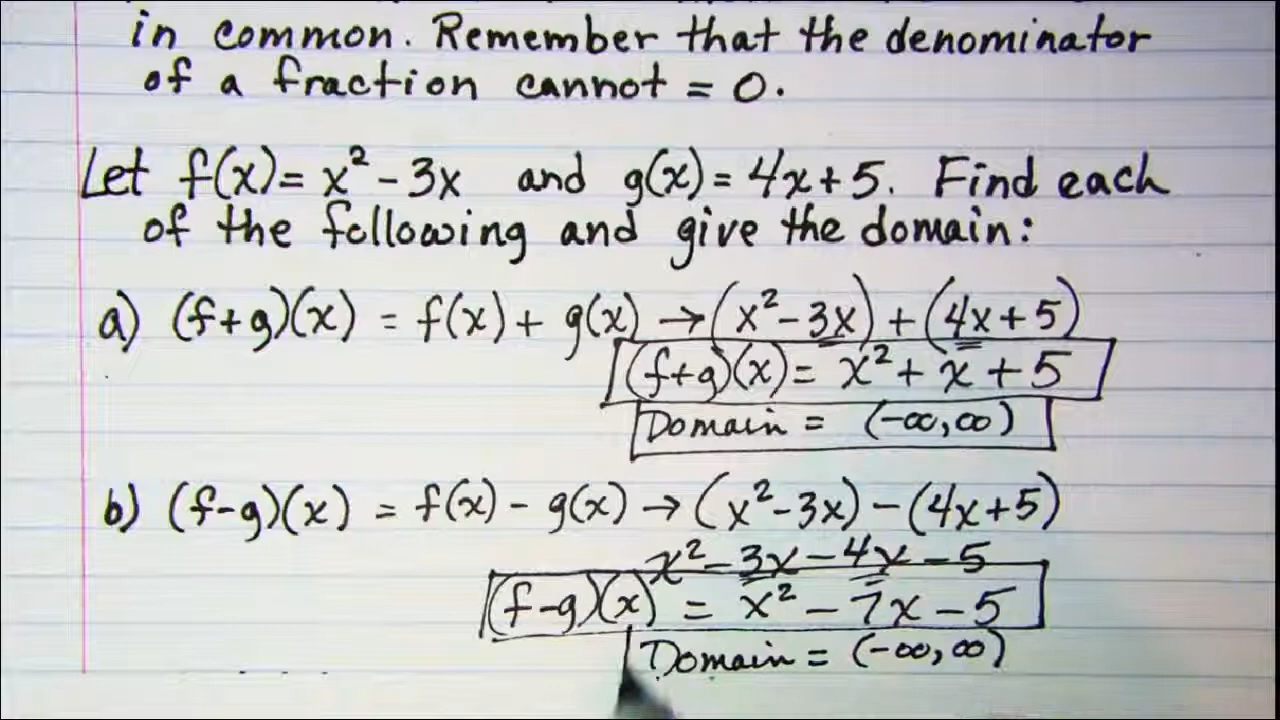 in common. Remember that the denominator
of a fraction cannot = 0.
Let f(x) = x² - 3x and g(x) = 4x + 5. Find each
of the following and give the domain:
a) (f+g)(x) = f(x) + g(x) → (x² - 3x) + (4x + 5)
(f+g)(x) = x² + x + 5
Domain = (-∞, ∞)
b) (f-g)(x) = f(x) - g(x) → (x² - 3x) - (4x + 5)
x² - 3x - 4x - 5
(f-g)(x) = x² - 7x - 5
Domain = (-∞, ∞)